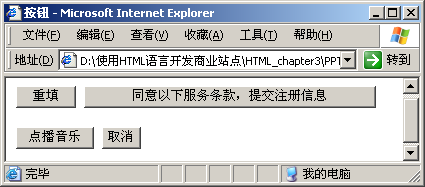 按钮 - Microsoft Internet Explorer
文件(F) 编辑(E) 查看(V) 收藏(A) 工具(T) 帮助(H)
地址(D) D:\使用HTML语言开发商业站点\HTML_chapter3\PPT 转到
重填 同意以下服务条款，提交注册信息
点播音乐 取消
完毕 我的电脑